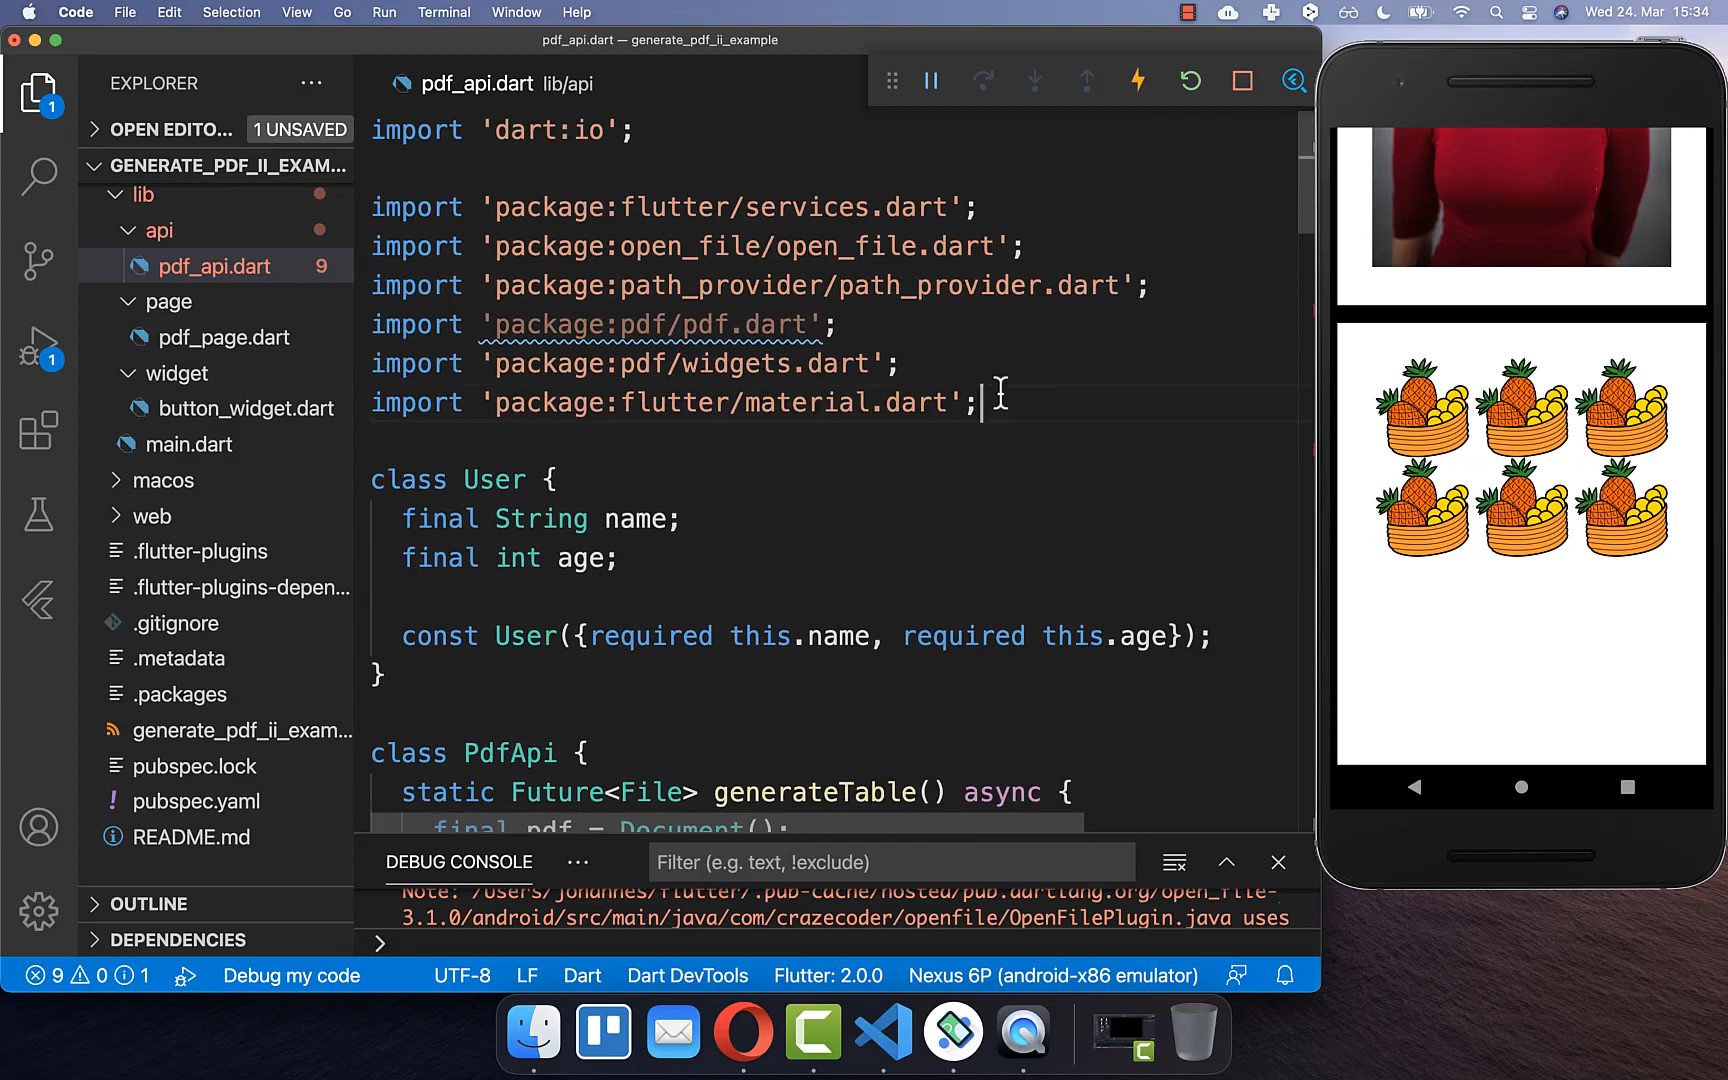 Code File Edit Selection View Go Run Terminal Window Help
Wed 24. Mar 15:34
pdf_api.dart — generate_pdf_ii_example
EXPLORER
OPEN EDITO... 1 UNSAVED
GENERATE_PDF_II_EXAM...
lib
api
pdf_api.dart 9
page
pdf_page.dart
widget
button_widget.dart
main.dart
macos
web
.flutter-plugins
.flutter-plugins-depen...
.gitignore
.metadata
.packages
generate_pdf_ii_exam...
pubspec.lock
pubspec.yaml
README.md
OUTLINE
DEPENDENCIES
1
1
pdf_api.dart lib/api
import 'dart:io';
import 'package:flutter/services.dart';
import 'package:open_file/open_file.dart';
import 'package:path_provider/path_provider.dart';
import 'package:pdf/pdf.dart';
import 'package:pdf/widgets.dart';
import 'package:flutter/material.dart';
class User {
final String name;
final int age;
const User({required this.name, required this.age});
}
class PdfApi {
static Future<File> generateTable() async {
final pdf = Document();
DEBUG CONSOLE
Filter (e.g. text, !exclude)
Note: /Users/johannes/flutter/.pub-cache/hosted/pub.dartlang.org/open_file-
3.1.0/android/src/main/java/com/crazecoder/openfile/OpenFilePlugin.java uses
9 0 1 Debug my code UTF-8 LF Dart Dart DevTools Flutter: 2.0.0 Nexus 6P (android-x86 emulator)